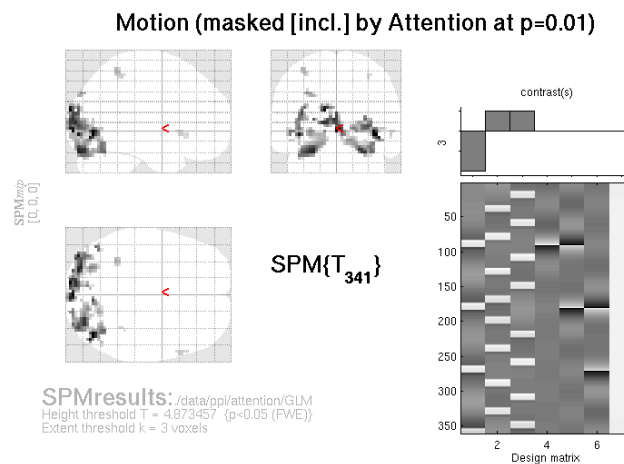 Motion (masked [incl.] by Attention at p=0.01)
contrast(s)
3
SPMmip
[0, 0, 0]
<
<
<
SPM{T341}
50
100
150
200
250
300
350
2 4 6
Design matrix
SPMresults: ./data/ppi/attention/GLM
Height threshold T = 4.873457 {p<0.05 (FWE)}
Extent threshold k = 3 voxels